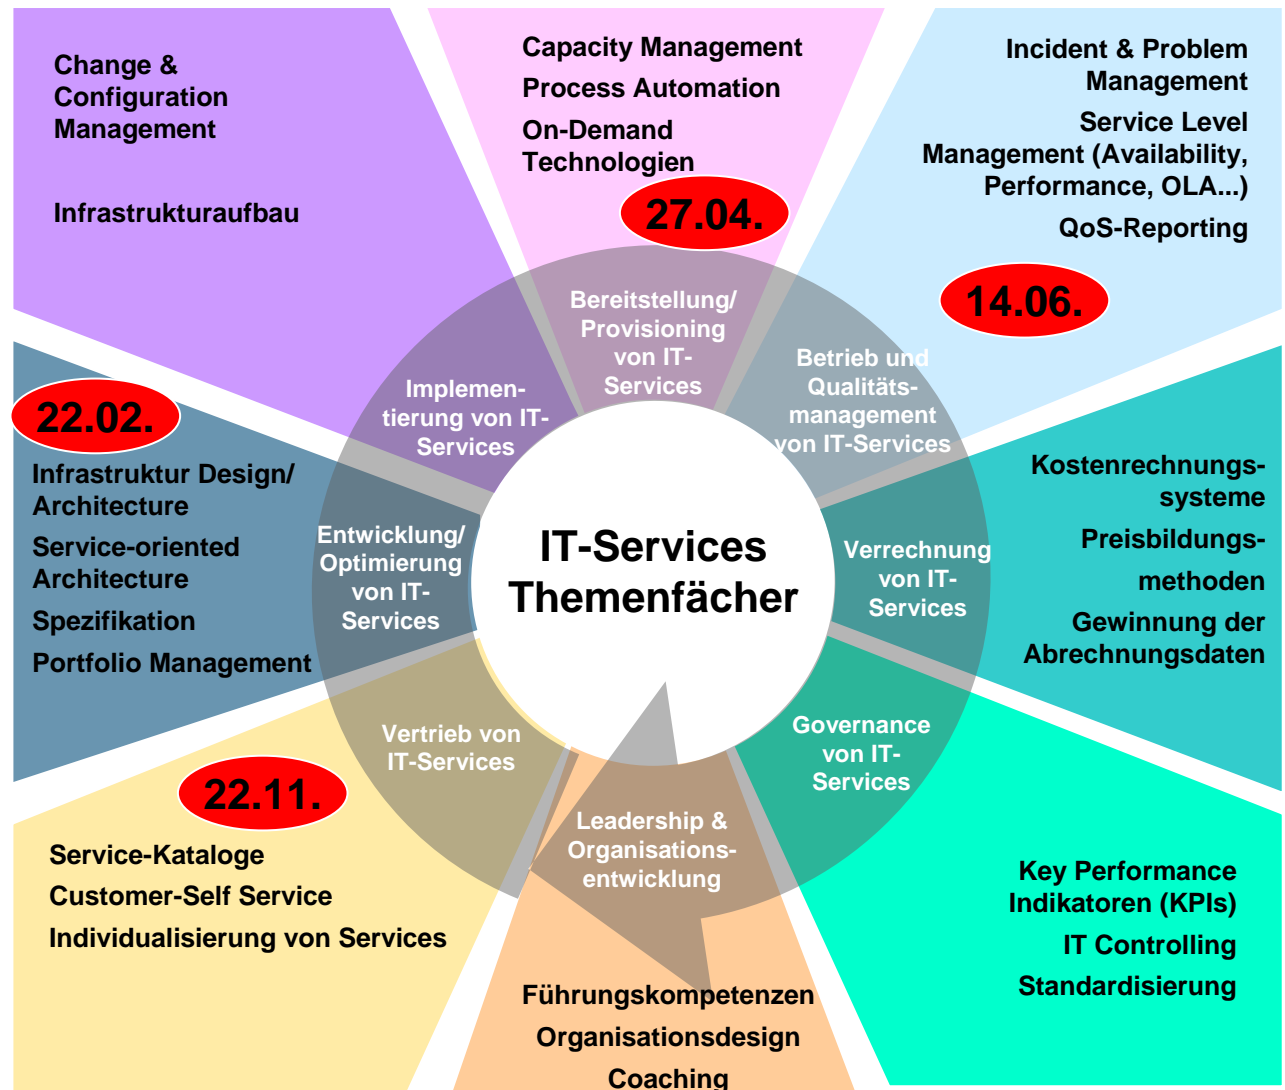 Change &
Configuration
Management
Infrastrukturaufbau
Capacity Management
Process Automation
On-Demand
Technologien
27.04.
Incident & Problem
Management
Service Level
Management (Availability,
Performance, OLA...)
QoS-Reporting
14.06.
Implemen-
tierung von IT-
Services
Bereitstellung/
Provisioning
von IT-
Services
Betrieb und
Qualitäts-
management
von IT-Services
22.02.
Infrastruktur Design/
Architecture
Service-oriented
Architecture
Spezifikation
Portfolio Management
Entwicklung/
Optimierung
von IT-
Services
IT-Services
Themenfächer
Verrechnung
von IT-
Services
Kostenrechnungs-
systeme
Preisbildungs-
methoden
Gewinnung der
Abrechnungsdaten
Vertrieb von
IT-Services
Governance
von IT-
Services
22.11.
Service-Kataloge
Customer-Self Service
Individualisierung von Services
Leadership &
Organisations-
entwicklung
Key Performance
Indikatoren (KPIs)
IT Controlling
Standardisierung
Führungskompetenzen
Organisationsdesign
Coaching